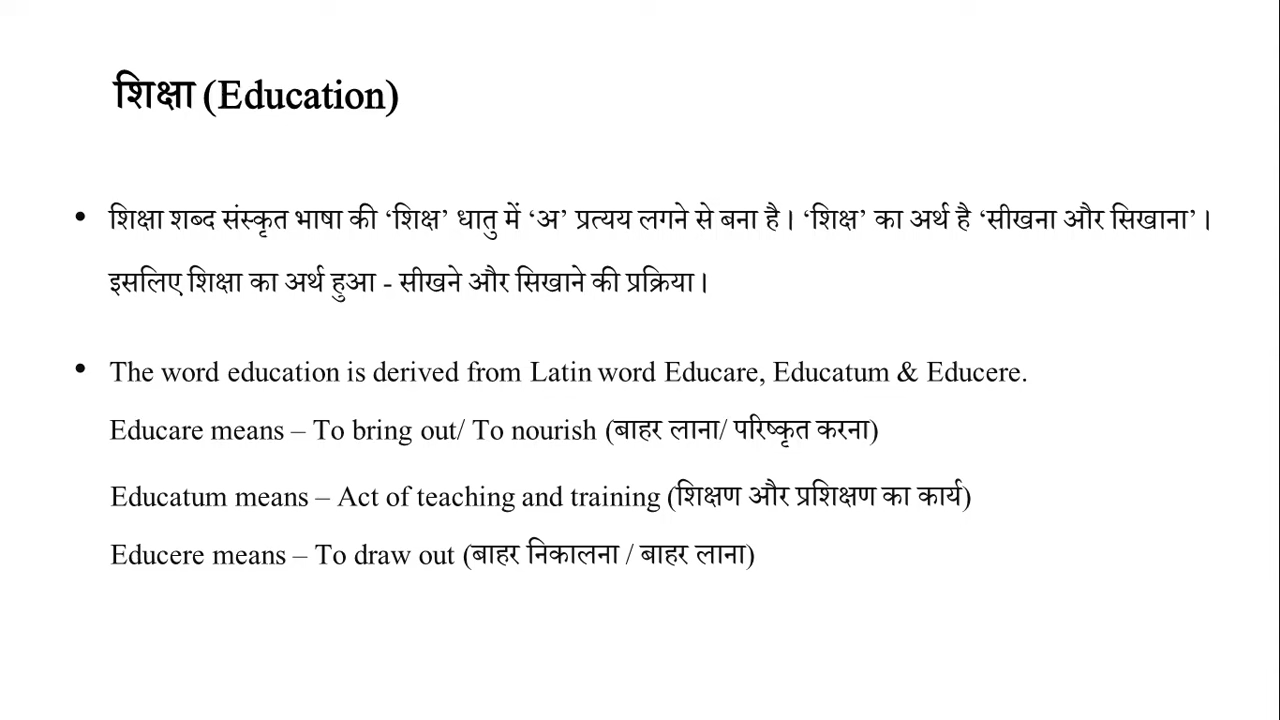 शिक्षा (Education)
• शिक्षा शब्द संस्कृत भाषा की ‘शिक्ष’ धातु में ‘अ’ प्रत्यय लगने से बना है। ‘शिक्ष’ का अर्थ है ‘सीखना और सिखाना’ ।
इसलिए शिक्षा का अर्थ हुआ - सीखने और सिखाने की प्रक्रिया।
• The word education is derived from Latin word Educare, Educatum & Educere.
Educare means – To bring out/ To nourish (बाहर लाना/ परिष्कृत करना)
Educatum means – Act of teaching and training (शिक्षण और प्रशिक्षण का कार्य)
Educere means – To draw out (बाहर निकालना / बाहर लाना)